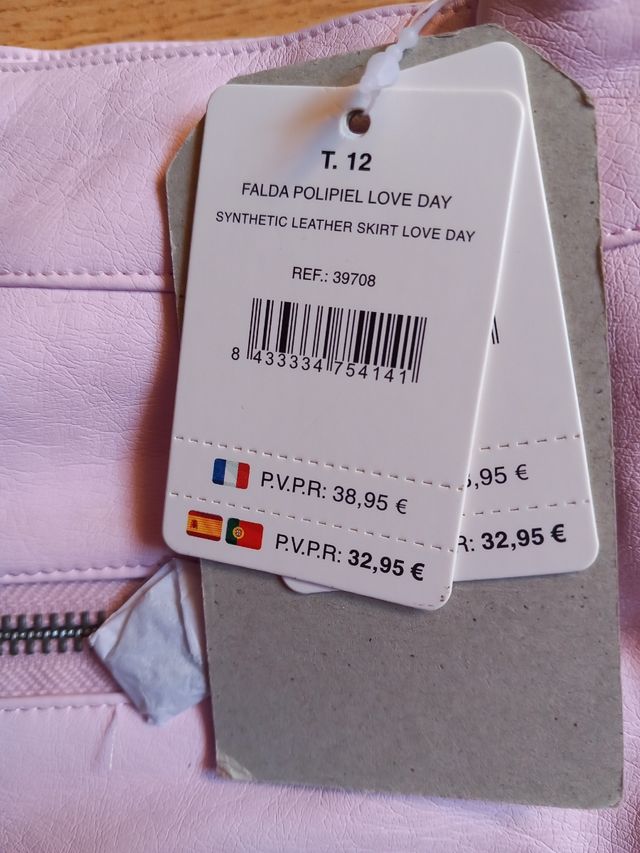 T. 12
FALDA POLIPIEL LOVE DAY
SYNTHETIC LEATHER SKIRT LOVE DAY
REF.: 39708
8 433334 754141
P.V.P.R: 38,95 €
P.V.P.R: 32,95 €
,95 €
R: 32,95 €